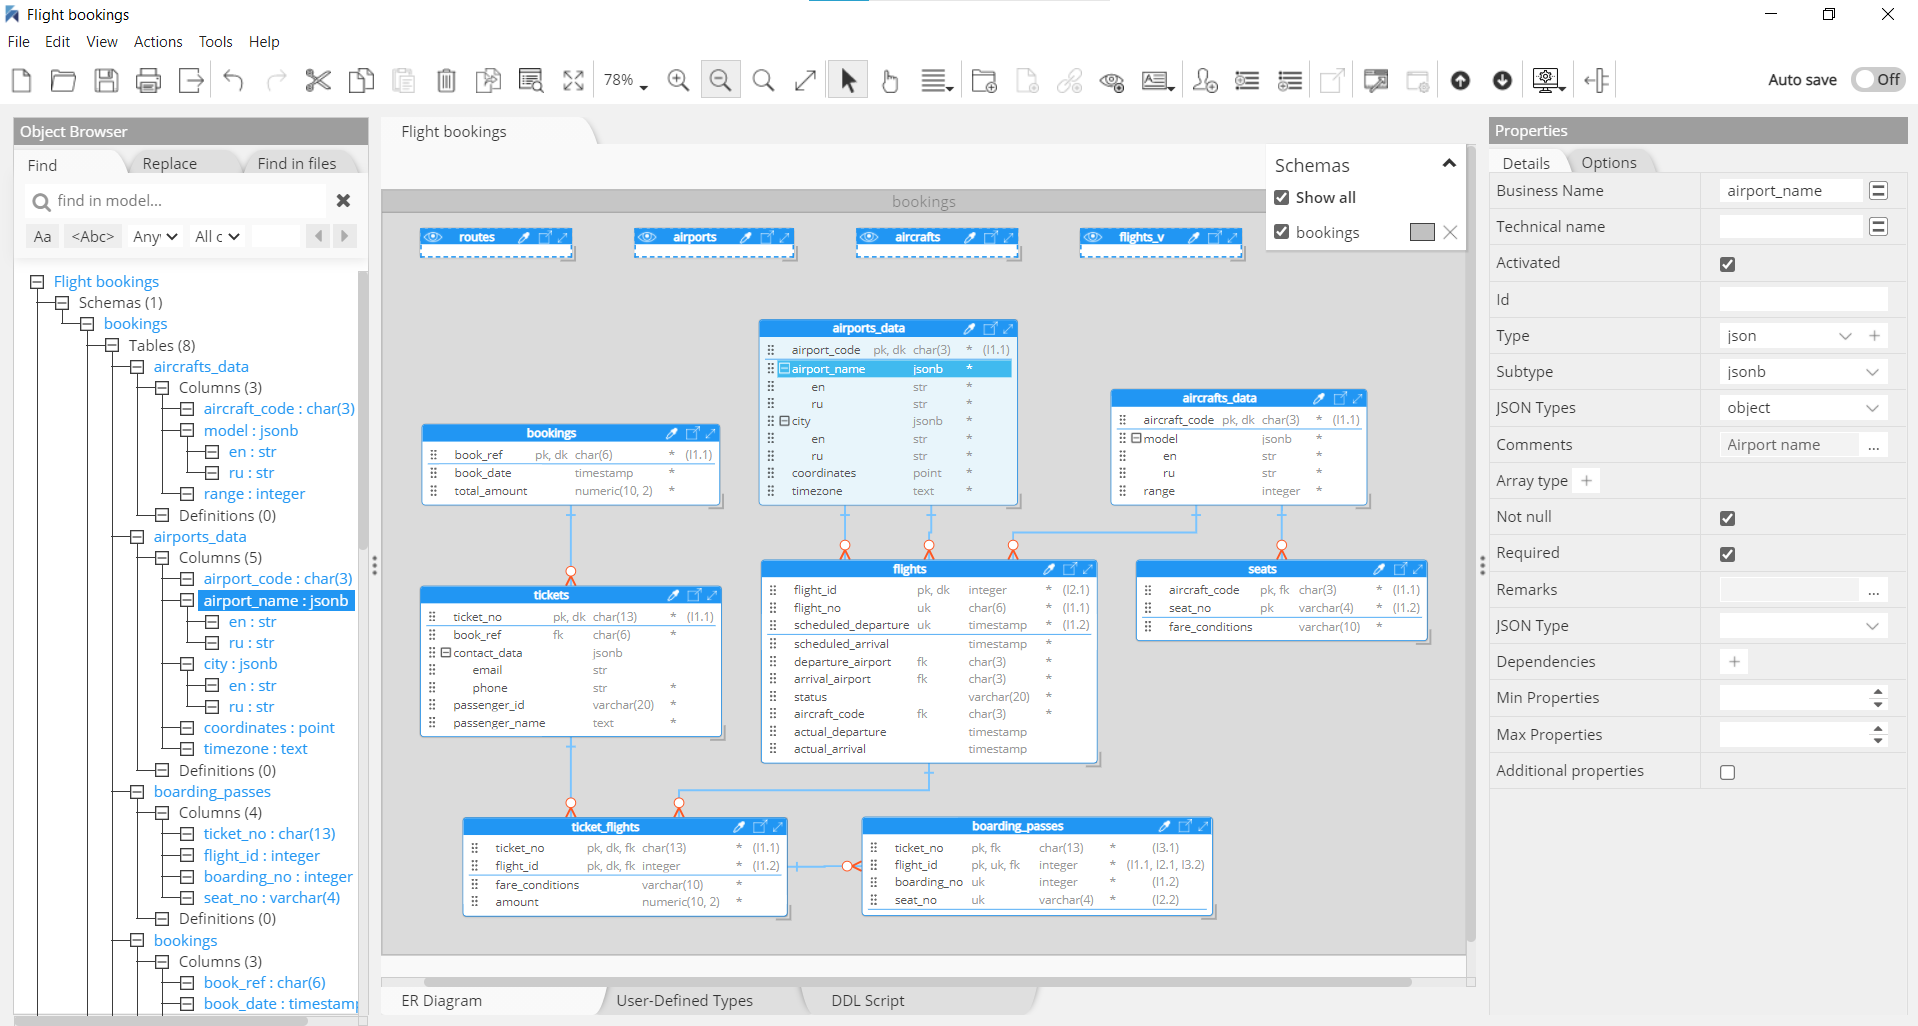 Flight bookings
File Edit View Actions Tools Help
78%
Auto save Off
Object Browser
Find Replace Find in files
find in model...
Aa <Abc> Any All c
Flight bookings
Schemas (1)
bookings
Tables (8)
aircrafts_data
Columns (3)
aircraft_code : char(3)
model : jsonb
en : str
ru : str
range : integer
Definitions (0)
airports_data
Columns (5)
airport_code : char(3)
airport_name : jsonb
en : str
ru : str
city : jsonb
en : str
ru : str
coordinates : point
timezone : text
Definitions (0)
boarding_passes
Columns (4)
ticket_no : char(13)
flight_id : integer
boarding_no : integer
seat_no : varchar(4)
Definitions (0)
bookings
Columns (3)
book_ref : char(6)
book_date : timestamp
Flight bookings
Schemas
Show all
bookings
bookings
routes airports aircrafts flights_v
airports_data
airport_code pk, dk char(3) * (I1.1)
airport_name jsonb *
en str *
ru str *
city jsonb *
en str *
ru str *
coordinates point *
timezone text *
aircrafts_data
aircraft_code pk, dk char(3) * (I1.1)
model jsonb *
en str *
ru str *
range integer *
bookings
book_ref pk, dk char(6) * (I1.1)
book_date timestamp *
total_amount numeric(10, 2) *
tickets
ticket_no pk, dk char(13) * (I1.1)
book_ref fk char(6) *
contact_data jsonb
email str
phone str *
passenger_id varchar(20) *
passenger_name text *
flights
flight_id pk, dk integer * (I2.1)
flight_no uk char(6) * (I1.1)
scheduled_departure uk timestamp * (I1.2)
scheduled_arrival timestamp *
departure_airport fk char(3) *
arrival_airport fk char(3) *
status varchar(20) *
aircraft_code fk char(3) *
actual_departure timestamp
actual_arrival timestamp
seats
aircraft_code pk, fk char(3) * (I1.1)
seat_no pk varchar(4) * (I1.2)
fare_conditions varchar(10) *
ticket_flights
ticket_no pk, dk, fk char(13) * (I1.1)
flight_id pk, dk, fk integer * (I1.2)
fare_conditions varchar(10) *
amount numeric(10, 2) *
boarding_passes
ticket_no pk, fk char(13) * (I3.1)
flight_id pk, uk, fk integer * (I1.1, I2.1, I3.2)
boarding_no uk integer * (I1.2)
seat_no uk varchar(4) * (I2.2)
ER Diagram User-Defined Types DDL Script
Properties
Details Options
Business Name airport_name
Technical name
Activated
Id
Type json
Subtype jsonb
JSON Types object
Comments Airport name ...
Array type
Not null
Required
Remarks ...
JSON Type
Dependencies
Min Properties
Max Properties
Additional properties